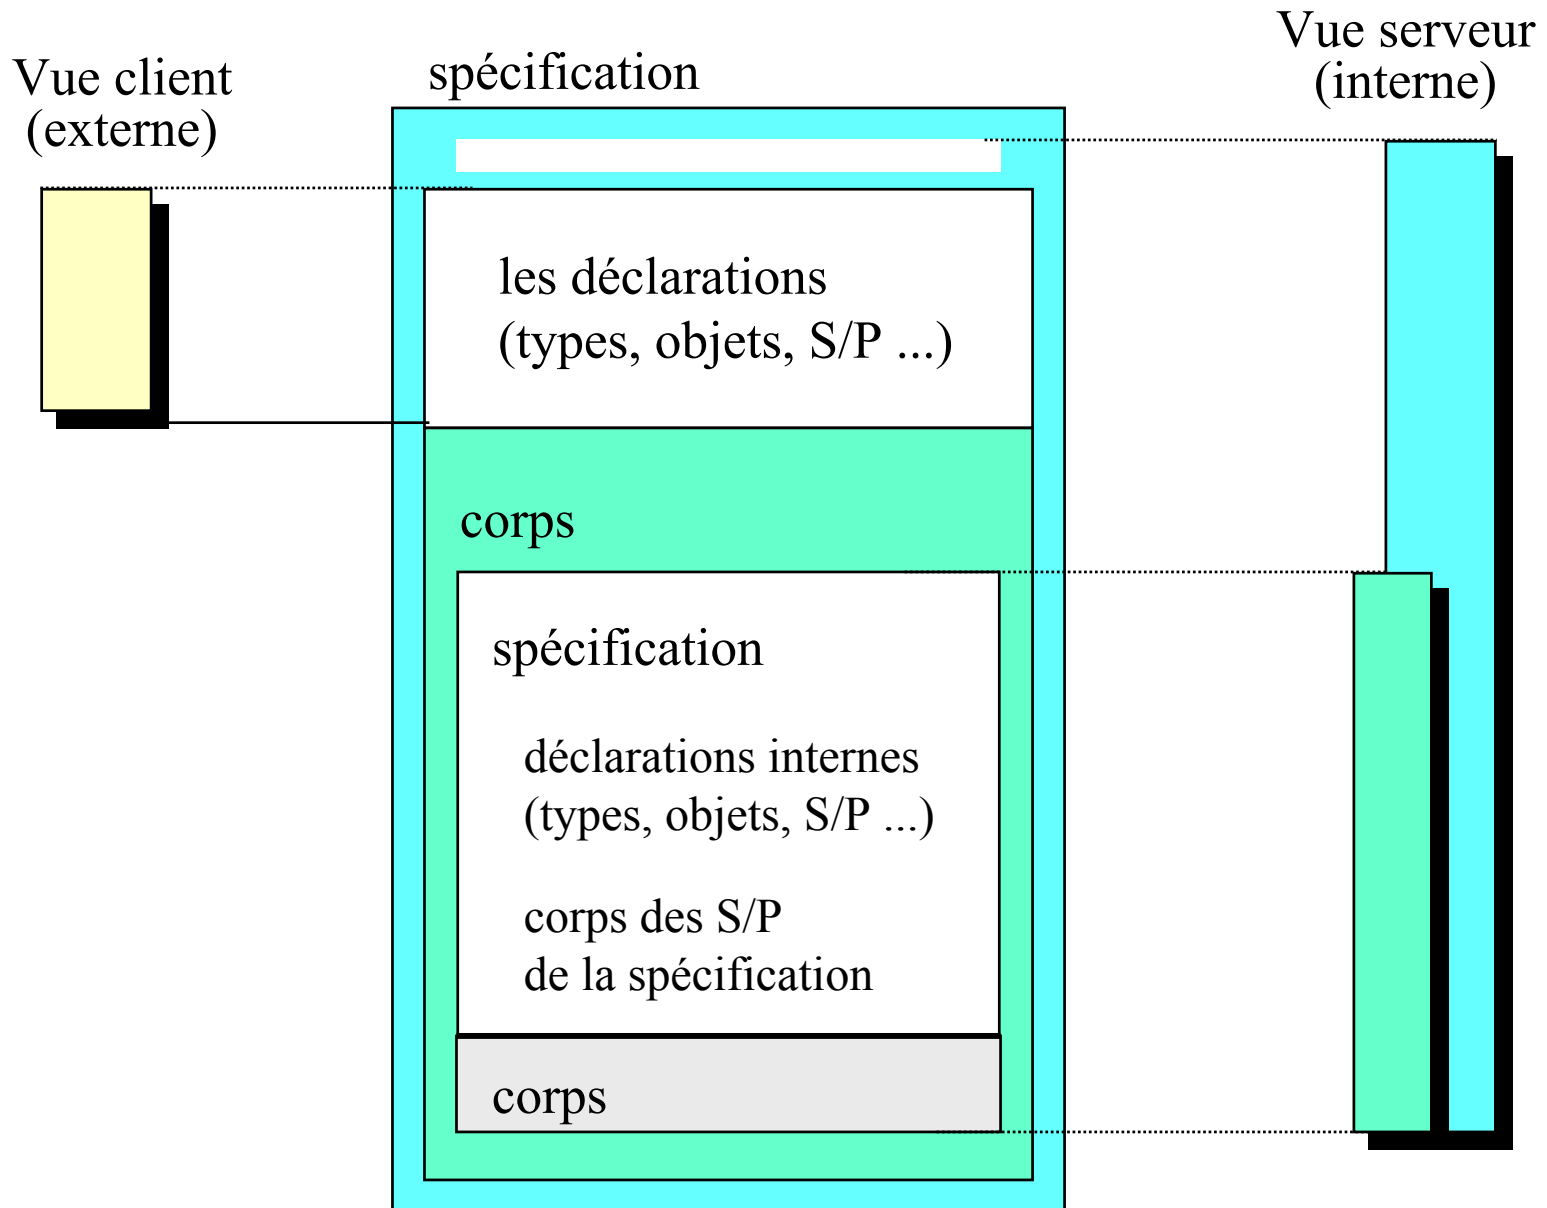 Vue client
(externe)
spécification
Vue serveur
(interne)
les déclarations
(types, objets, S/P ...)
corps
spécification
déclarations internes
(types, objets, S/P ...)
corps des S/P
de la spécification
corps